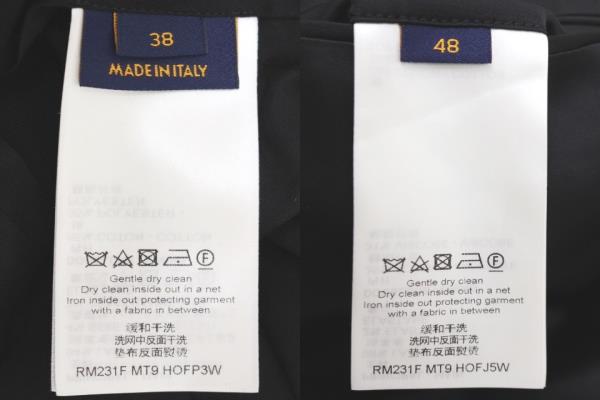 38
MADE IN ITALY
Gentle dry clean
Dry clean inside out in a net
Iron inside out protecting garment
with a fabric in between
缓和干洗
洗网中反面干洗
垫布反面熨烫
RM231F MT9 HOFP3W
48
Gentle dry clean
Dry clean inside out in a net
Iron inside out protecting garment
with a fabric in between
缓和干洗
洗网中反面干洗
垫布反面熨烫
RM231F MT9 HOFJ5W